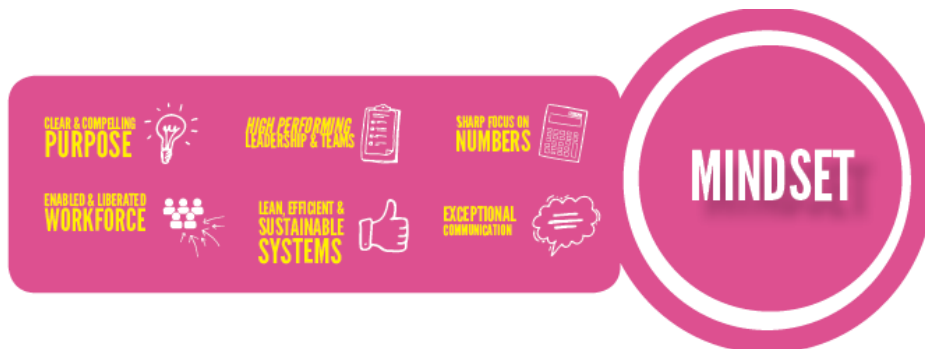 CLEAR & COMPELLING
PURPOSE
HIGH PERFORMING
LEADERSHIP & TEAMS
SHARP FOCUS ON
NUMBERS
ENABLED & LIBERATED
WORKFORCE
LEAN, EFFICIENT &
SUSTAINABLE
SYSTEMS
EXCEPTIONAL
COMMUNICATION
MINDSET